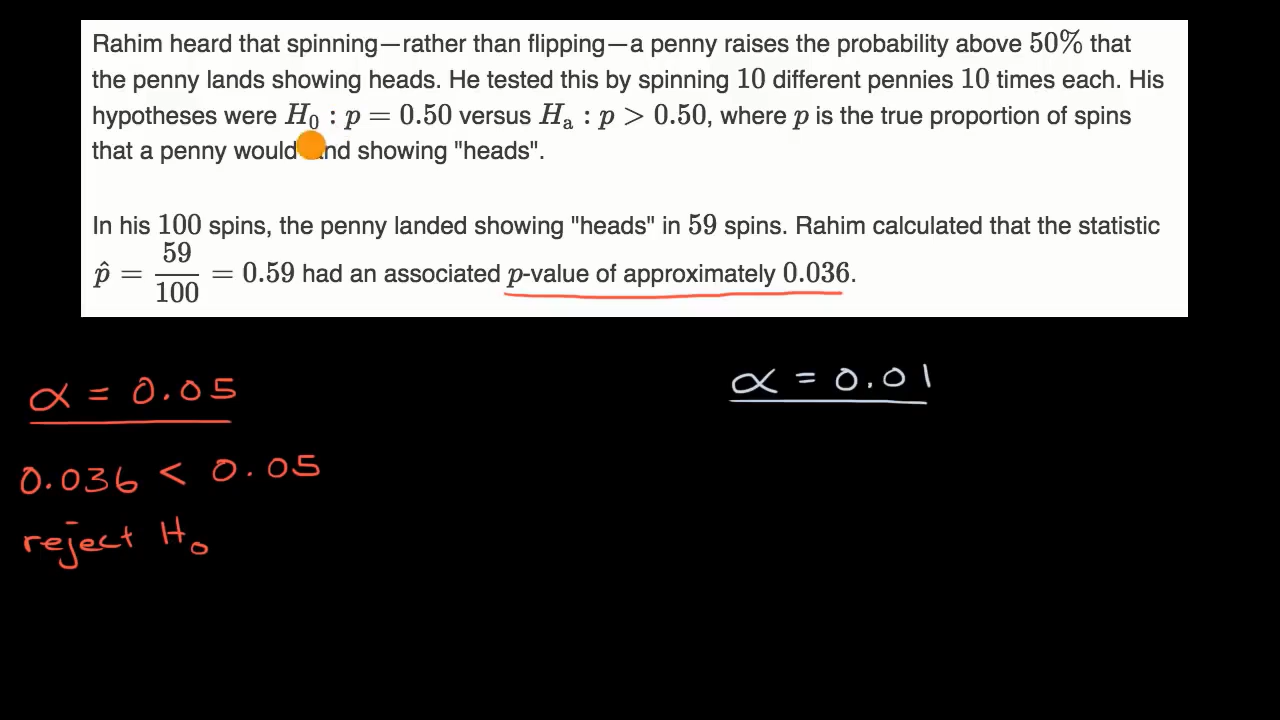 Rahim heard that spinning—rather than flipping—a penny raises the probability above 50% that
the penny lands showing heads. He tested this by spinning 10 different pennies 10 times each. His
hypotheses were H₀ : p = 0.50 versus Hₐ : p > 0.50, where p is the true proportion of spins
that a penny would land showing "heads".
In his 100 spins, the penny landed showing "heads" in 59 spins. Rahim calculated that the statistic
p̂ = 59/100 = 0.59 had an associated p-value of approximately 0.036.
α = 0.05
0.036 < 0.05
reject H₀
α = 0.01